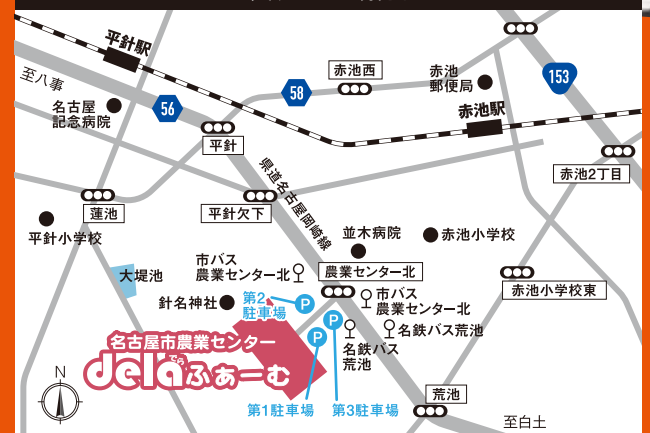 平針駅
至八事
名古屋
記念病院
56
58
赤池西
赤池
郵便局
153
赤池駅
平針
県道名古屋岡崎線
赤池2丁目
蓮池
平針欠下
平針小学校
並木病院
赤池小学校
大堤池
市バス
農業センター北
農業センター北
赤池小学校東
針名神社
第2
駐車場
P
市バス
農業センター北
P
P
名鉄バス荒池
名鉄バス
荒池
名古屋市農業センター
delaでらふぁーむ
N
第1駐車場
第3駐車場
荒池
至白土